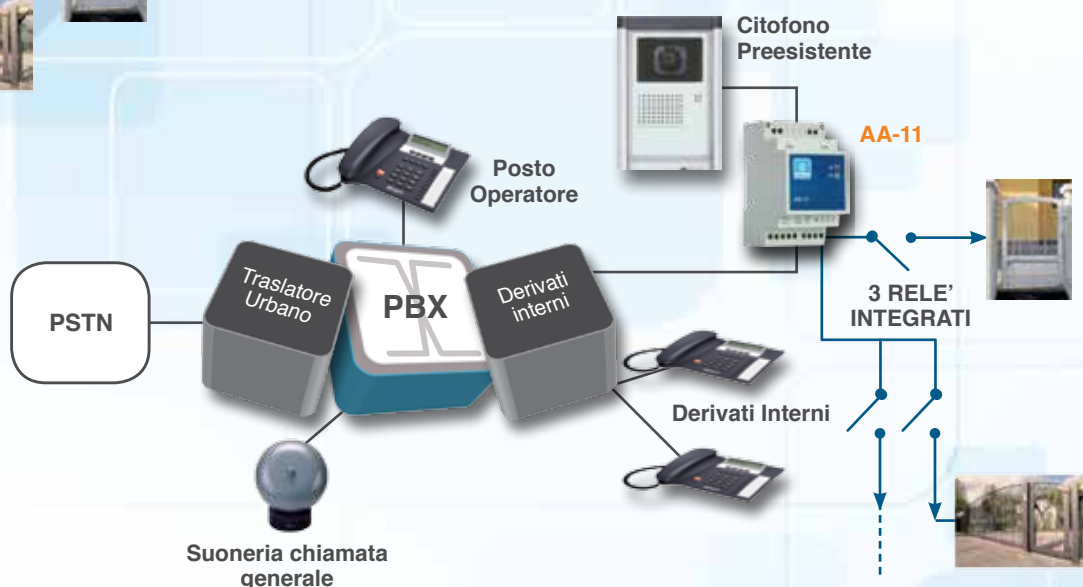 Citofono
Preesistente
AA-11
Posto
Operatore
PSTN
Traslatore
Urbano
PBX
Derivati
interni
3 RELE’
INTEGRATI
Derivati Interni
Suoneria chiamata
generale